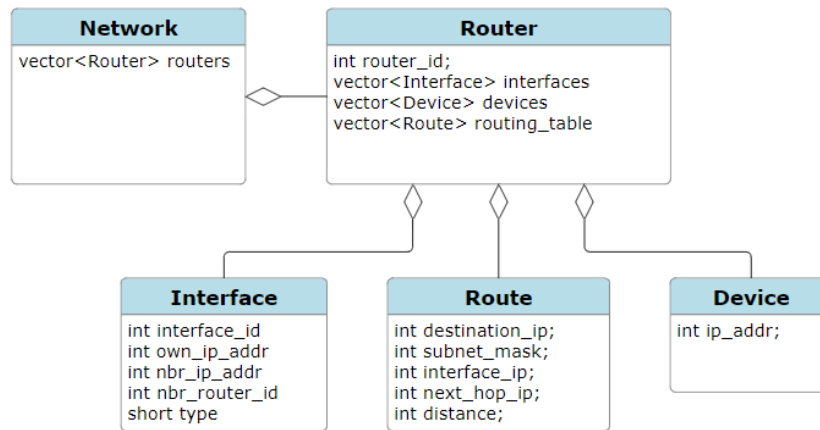 Network
vector<Router> routers
Router
int router_id;
vector<Interface> interfaces
vector<Device> devices
vector<Route> routing_table
Interface
int interface_id
int own_ip_addr
int nbr_ip_addr
int nbr_router_id
short type
Route
int destination_ip;
int subnet_mask;
int interface_ip;
int next_hop_ip;
int distance;
Device
int ip_addr;